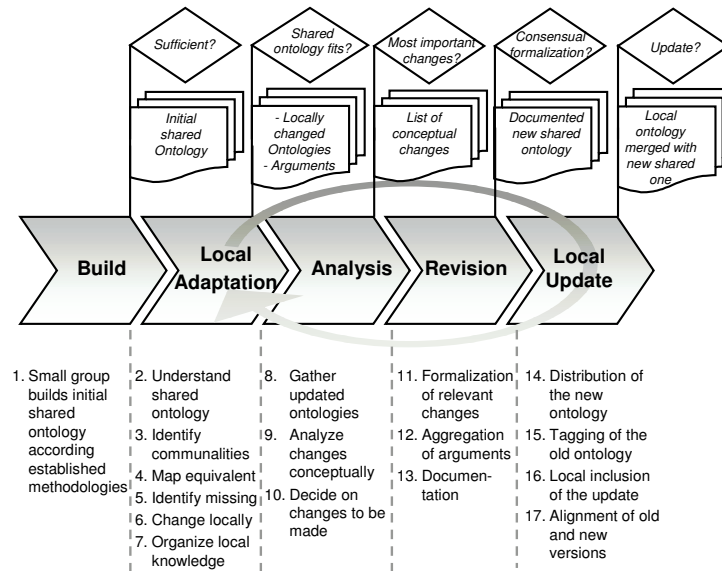 Sufficient?
Shared
ontology fits?
Most important
changes?
Consensual
formalization?
Update?
Initial
shared
Ontology
- Locally
changed
Ontologies
- Arguments
List of
conceptual
changes
Documented
new shared
ontology
Local
ontology
merged with
new shared
one
Build
Local
Adaptation
Analysis
Revision
Local
Update
1. Small group
builds initial
shared
ontology
according
established
methodologies
2. Understand
shared
ontology
3. Identify
communalities
4. Map equivalent
5. Identify missing
6. Change locally
7. Organize local
knowledge
8. Gather
updated
ontologies
9. Analyze
changes
conceptually
10. Decide on
changes to be
made
11. Formalization
of relevant
changes
12. Aggregation
of arguments
13. Documen-
tation
14. Distribution of
the new
ontology
15. Tagging of the
old ontology
16. Local inclusion
of the update
17. Alignment of old
and new
versions